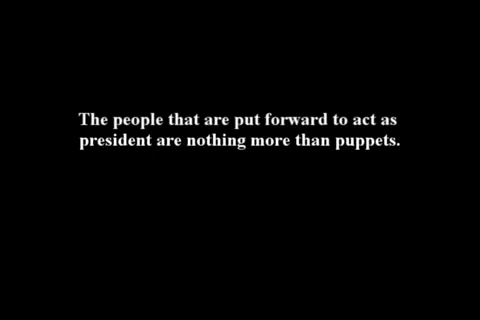 The people that are put forward to act as
president are nothing more than puppets.